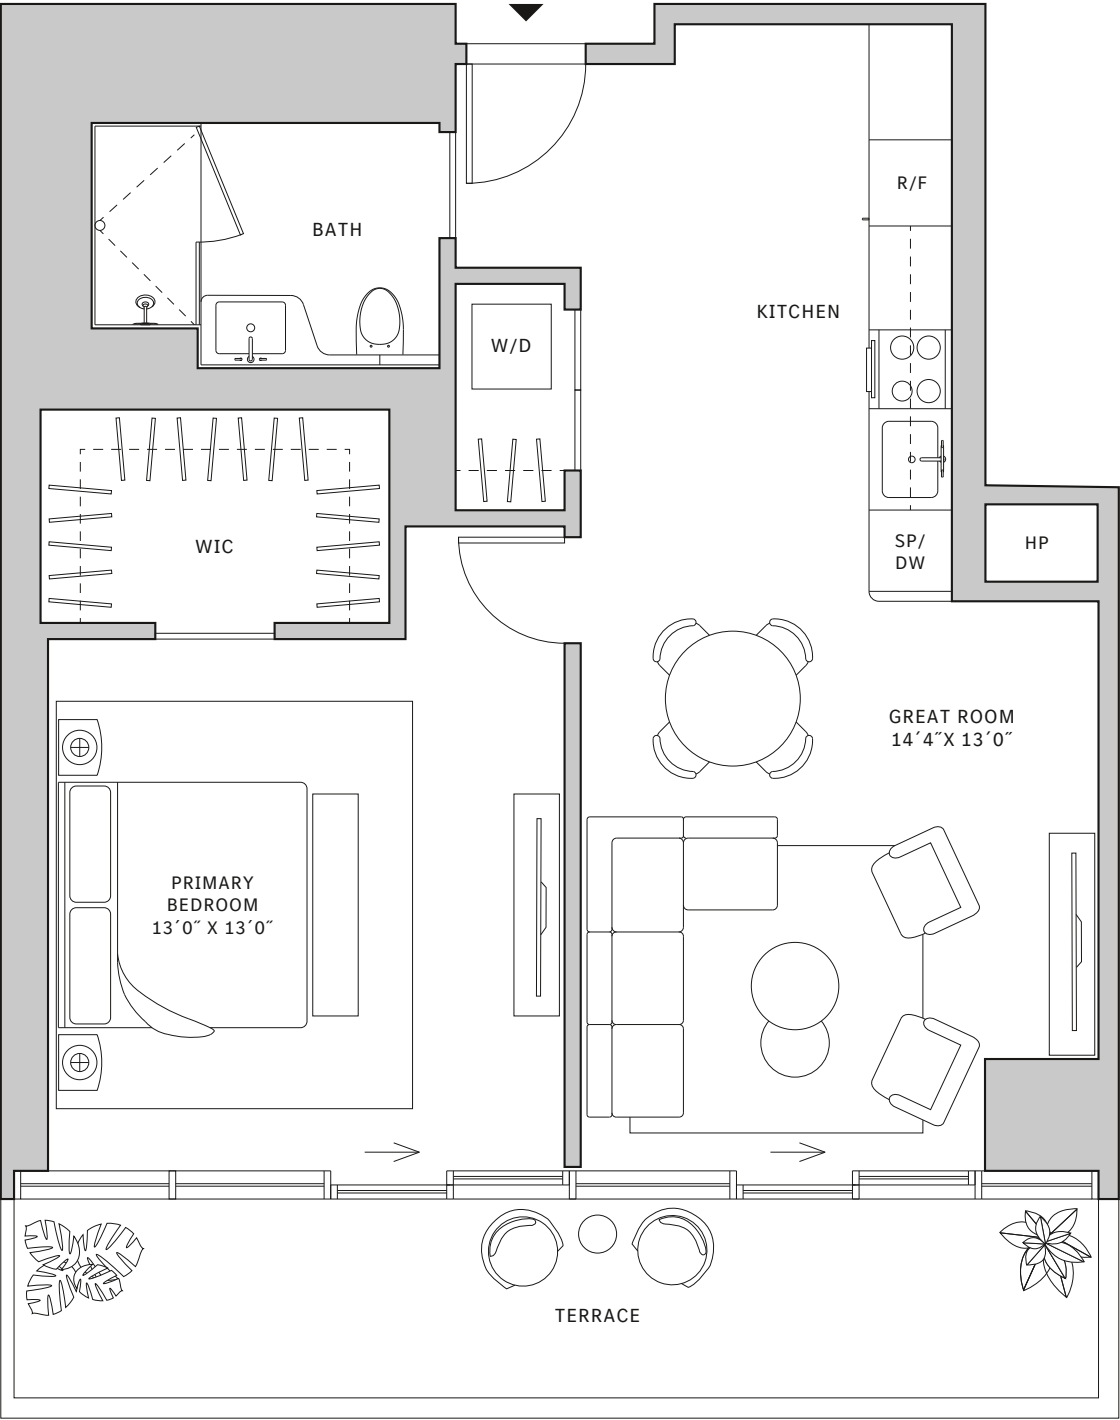 R/F
BATH
KITCHEN
W/D
SP/
DW
HP
WIC
GREAT ROOM
14´4˝X 13´0˝
PRIMARY
BEDROOM
13´0˝ X 13´0˝
TERRACE